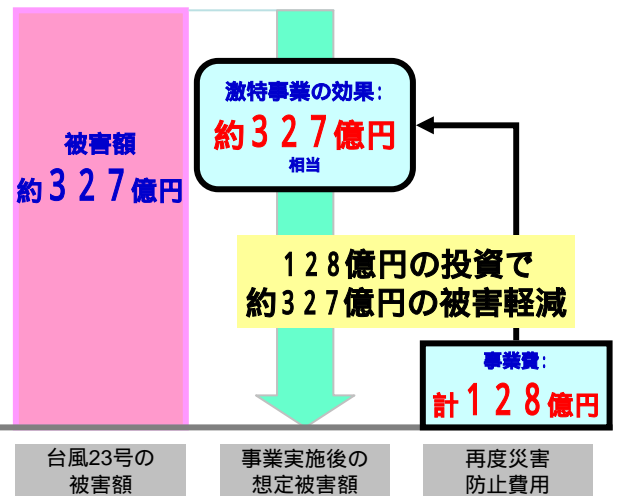 被害額
約３２７億円
激特事業の効果:
約３２７億円
相当
１２８億円の投資で
約３２７億円の被害軽減
事業費:
計１２８億円
台風23号の
被害額
事業実施後の
想定被害額
再度災害
防止費用